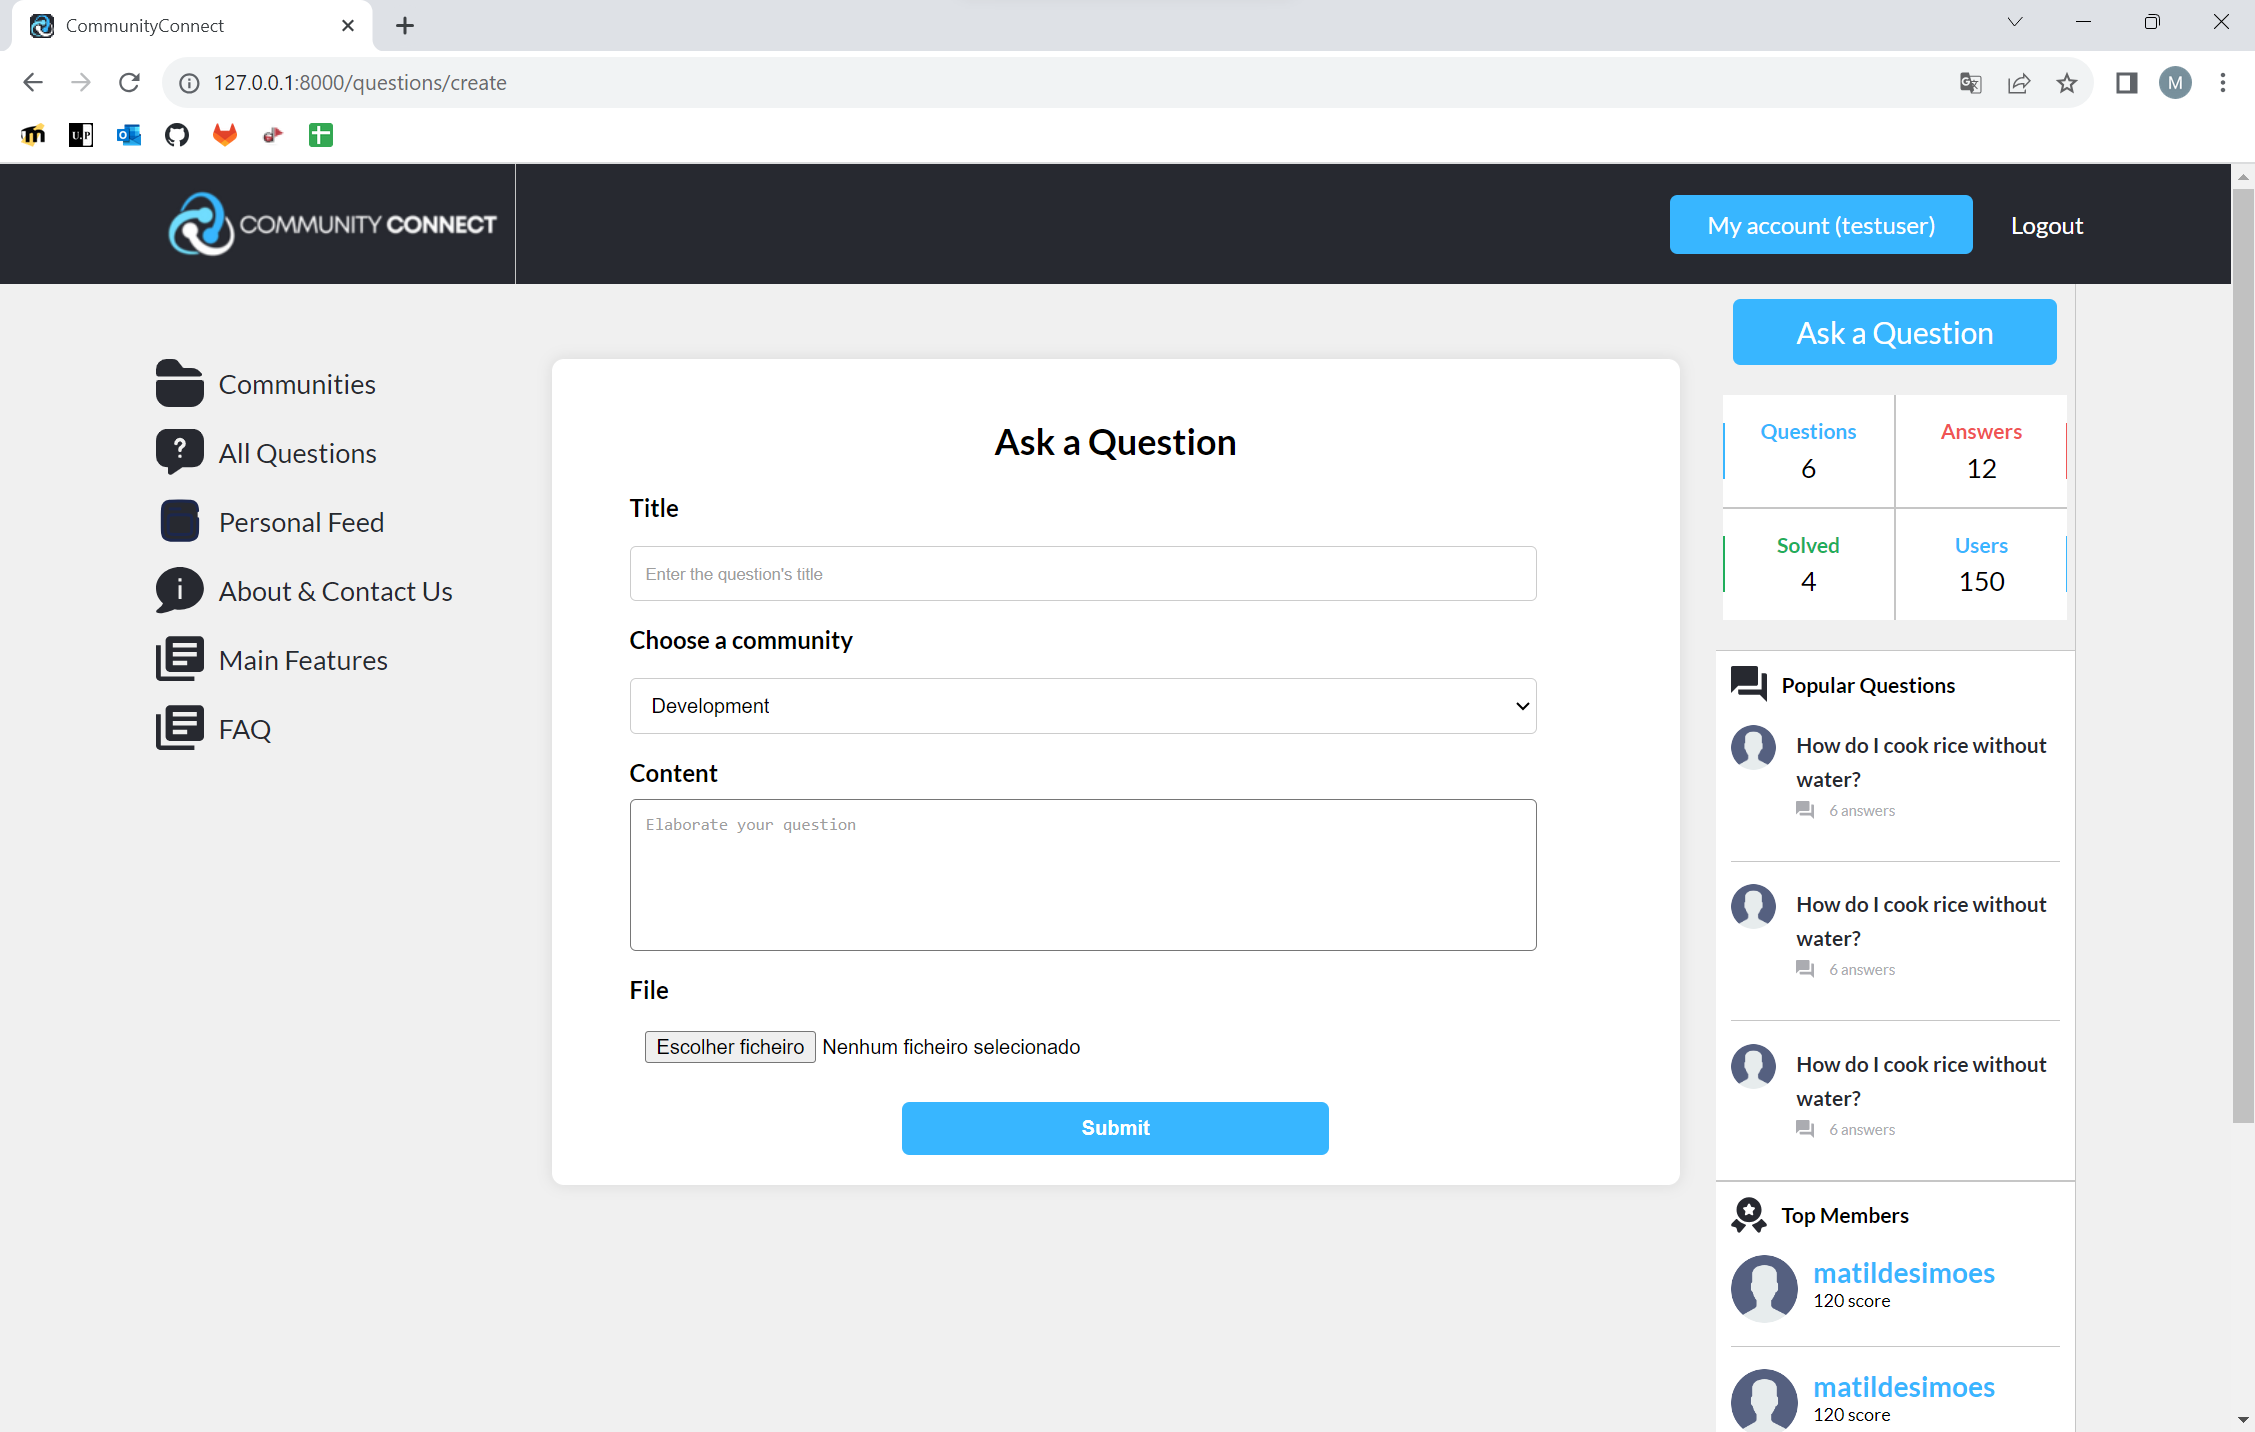 CommunityConnect
127.0.0.1:8000/questions/create
M
U.P
COMMUNITY CONNECT
My account (testuser)
Logout
Communities
All Questions
Personal Feed
About & Contact Us
Main Features
FAQ
Ask a Question
Title
Enter the question's title
Choose a community
Development
Content
Elaborate your question
File
Escolher ficheiro Nenhum ficheiro selecionado
Submit
Ask a Question
Questions
6
Answers
12
Solved
4
Users
150
Popular Questions
How do I cook rice without
water?
6 answers
How do I cook rice without
water?
6 answers
How do I cook rice without
water?
6 answers
Top Members
matildesimoes
120 score
matildesimoes
120 score